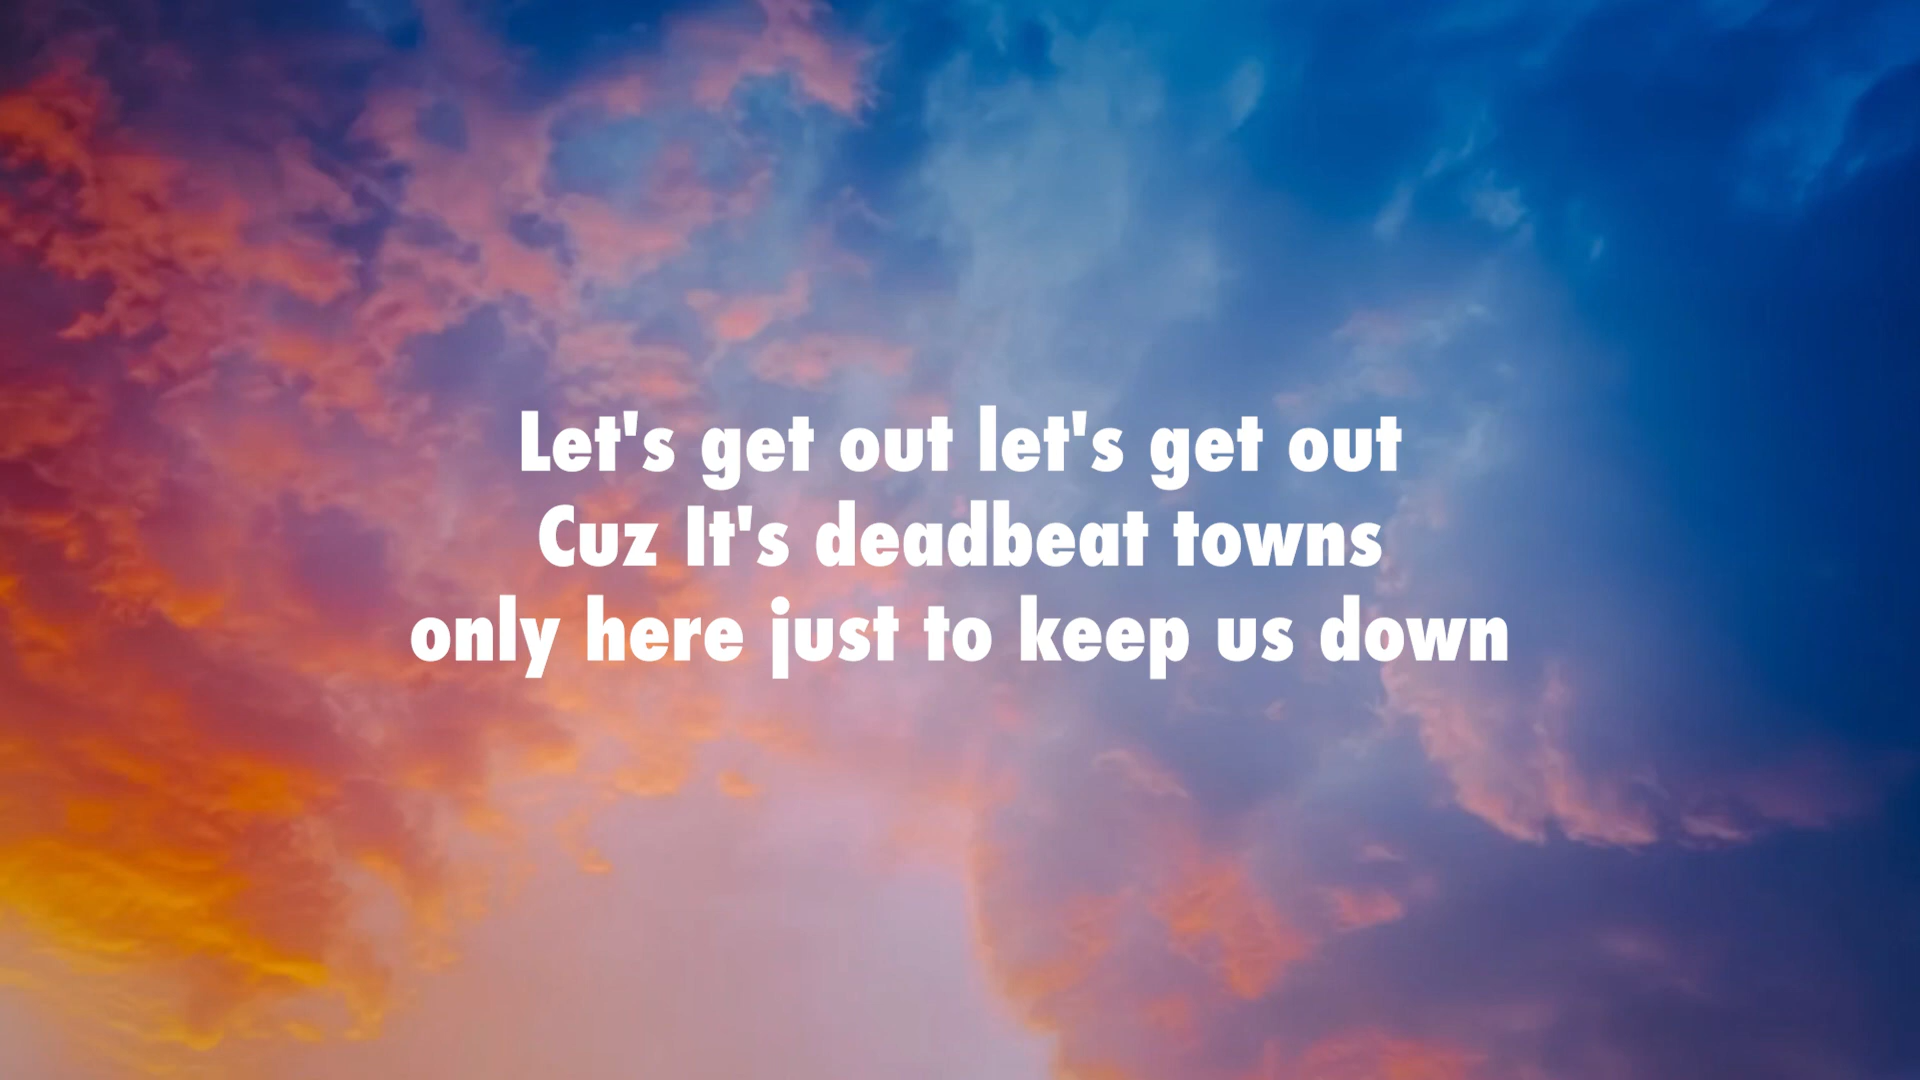 Let's get out let's get out
Cuz It's deadbeat towns
only here just to keep us down